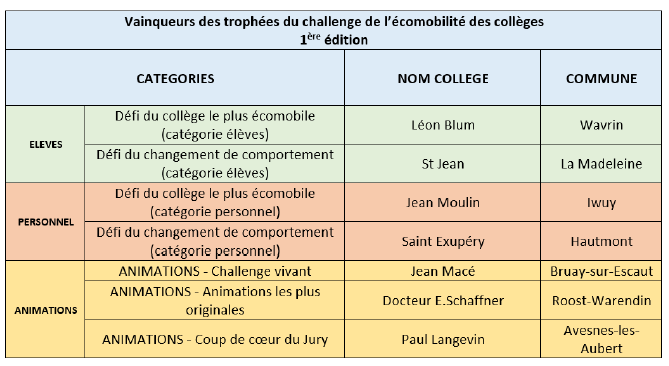 Vainqueurs des trophées du challenge de l'écomobilité des collèges
1ère édition
CATEGORIES NOM COLLEGE COMMUNE
ELEVES
Défi du collège le plus écomobile
(catégorie élèves)
Léon Blum
Wavrin
Défi du changement de comportement
(catégorie élèves)
St Jean
La Madeleine
PERSONNEL
Défi du collège le plus écomobile
(catégorie personnel)
Jean Moulin
Iwuy
Défi du changement de comportement
(catégorie personnel)
Saint Exupéry
Hautmont
ANIMATIONS
ANIMATIONS - Challenge vivant
Jean Macé
Bruay-sur-Escaut
ANIMATIONS - Animations les plus
originales
Docteur E.Schaffner
Roost-Warendin
ANIMATIONS - Coup de cœur du Jury
Paul Langevin
Avesnes-les-
Aubert